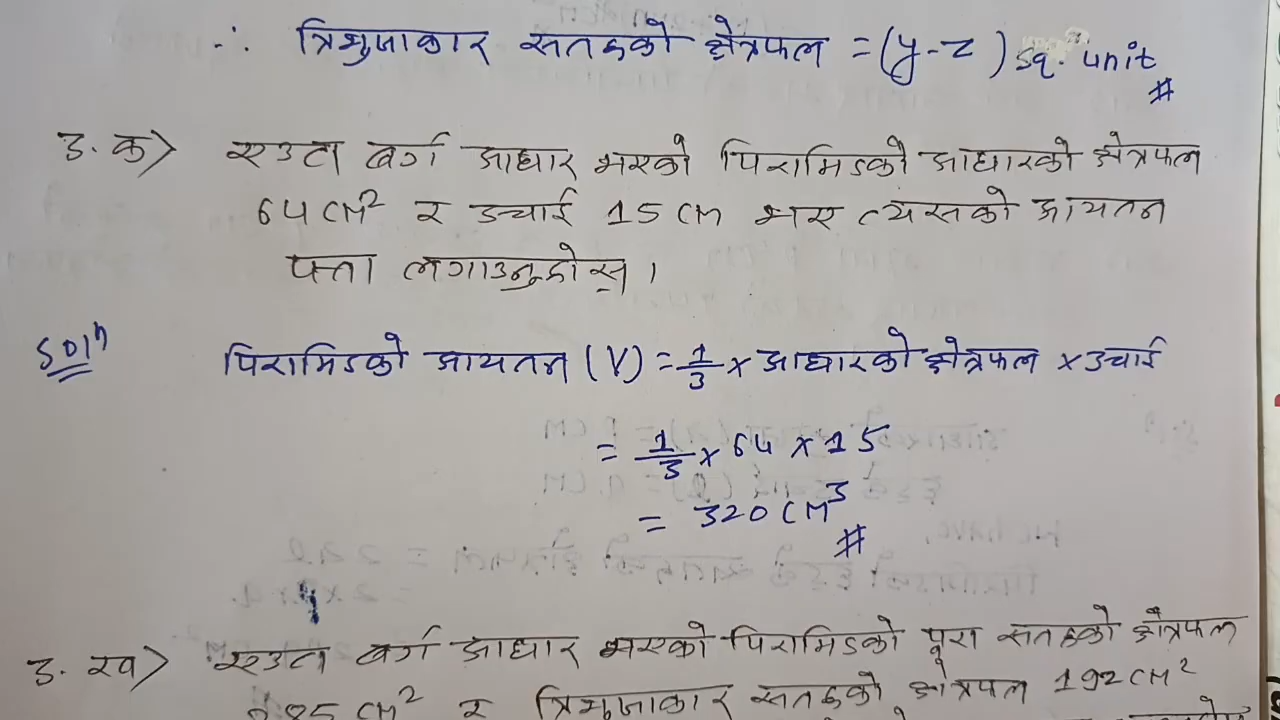 ∴ त्रिभुजाकार सतहको क्षेत्रफल = (y-z) sq. unit #
3. क) एउटा वर्ग आधार भएको पिरामिडको आधारको क्षेत्रफल
64 CM² र उचाई 15 CM भए त्यसको आयतन
पत्ता लगाउनुहोस् ।
Solⁿ पिरामिडको आयतन (V) = 1/3 × आधारको क्षेत्रफल × उचाई
= 1/3 × 64 × 15
= 320 CM³ #
3. ख) एउटा वर्ग आधार भएको पिरामिडको पूरा सतहको क्षेत्रफल
CM² र त्रिभुजाकार सतहको क्षेत्रफल 192 CM²